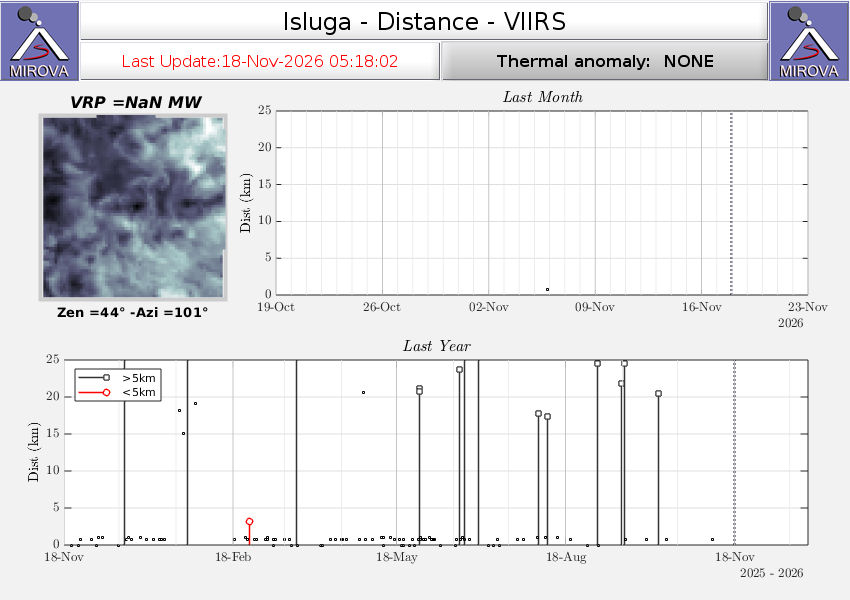 MIROVA
Isluga - Distance - VIIRS
MIROVA
Last Update:18-Nov-2026 05:18:02
Thermal anomaly: NONE
VRP =NaN MW
Zen =44° -Azi =101°
Last Month
Dist (km)
25
20
15
10
5
0
19-Oct
26-Oct
02-Nov
09-Nov
16-Nov
23-Nov
2026
Last Year
Dist (km)
25
20
15
10
5
0
>5km
<5km
18-Nov
18-Feb
18-May
18-Aug
18-Nov
2025 - 2026